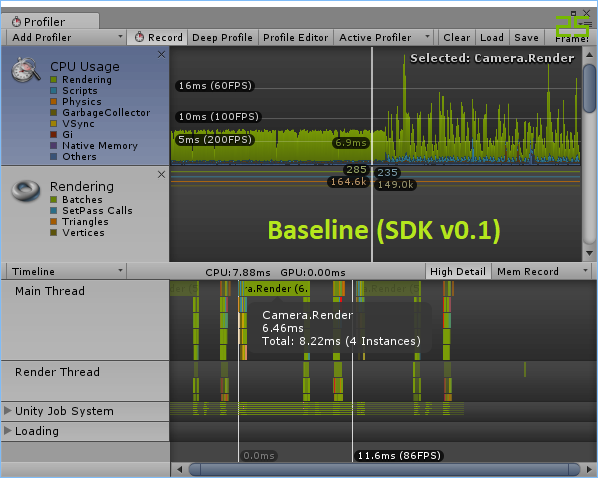 Profiler
Add Profiler Record Deep Profile Profiler Editor Active Profiler Clear Load Save Frame:
25
CPU Usage
Rendering
Scripts
Physics
GarbageCollector
VSync
Gi
Native Memory
Others
Selected: Camera.Render
16ms (60FPS)
10ms (100FPS)
5ms (200FPS)
6.9ms
Rendering
Batches
SetPass Calls
Triangles
Vertices
285 235
164.6k 149.0k
Baseline (SDK v0.1)
Timeline CPU:7.88ms GPU:0.00ms High Detail Mem Record
Main Thread
ra.Render (6.
Camera.Render
6.46ms
Total: 8.22ms (4 Instances)
Render Thread
Unity Job System
Loading
0.0ms 11.6ms (86FPS)